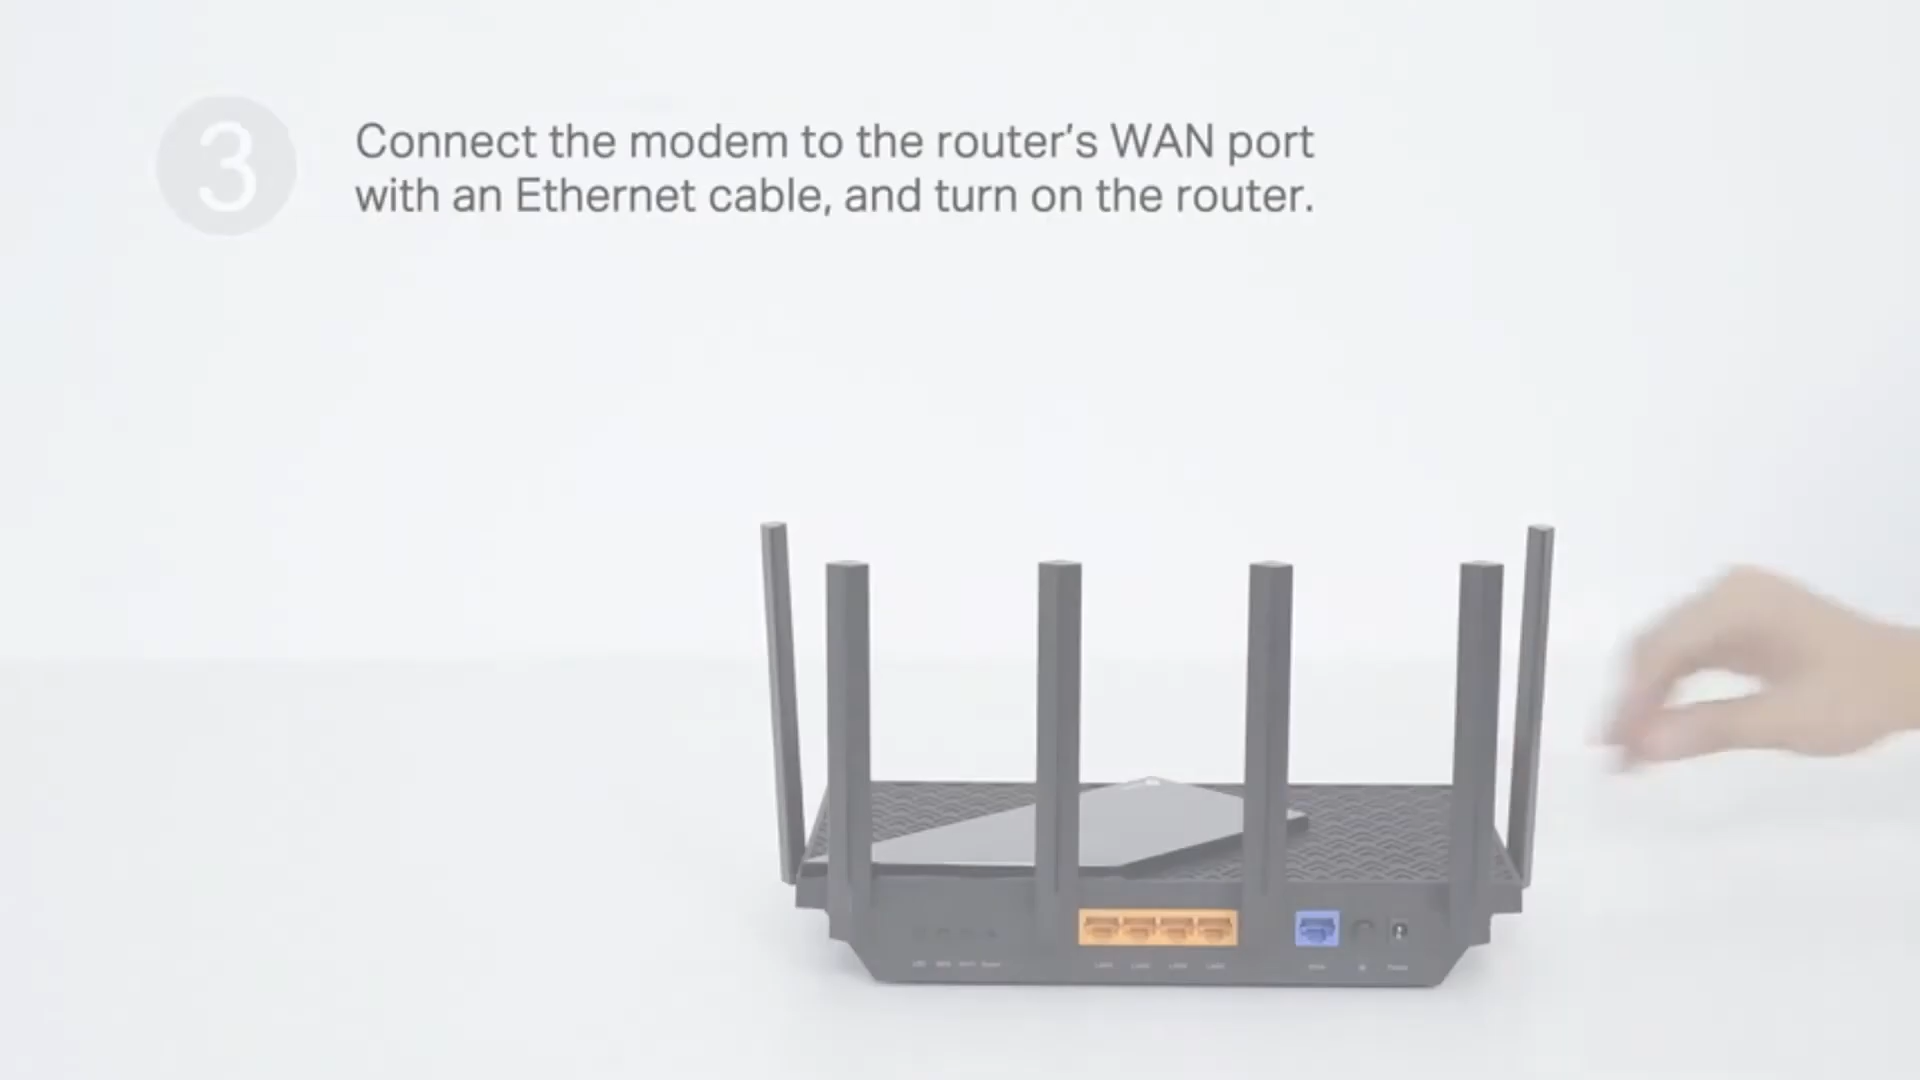 3
Connect the modem to the router's WAN port
with an Ethernet cable, and turn on the router.